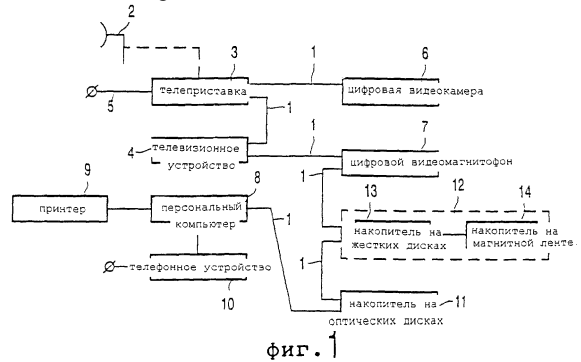 2
3
1
6
телеприставка
цифровая видеокамера
5
1
1
7
4
телевизионное
устройство
цифровой видеомагнитофон
9
8
1
13
12
14
принтер
персональный
компьютер
1
накопитель на
жестких дисках
накопитель на
магнитной ленте.
1
телефонное устройство
10
накопитель на
оптических дисках
11
фиг. 1